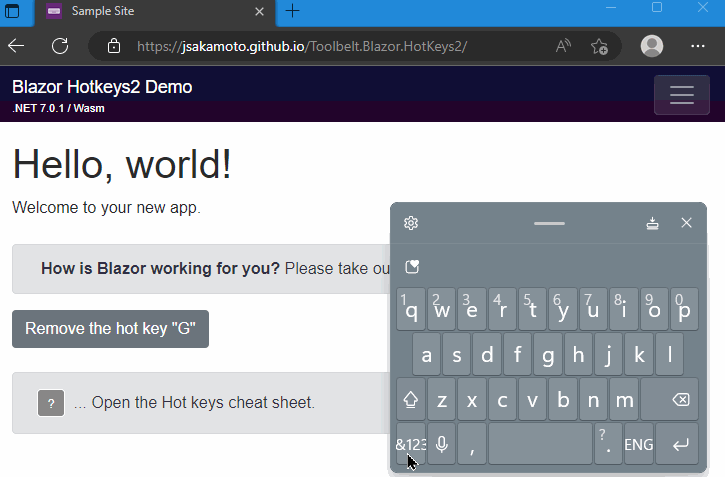 Sample Site
https://jsakamoto.github.io/Toolbelt.Blazor.HotKeys2/
Blazor Hotkeys2 Demo
.NET 7.0.1 / Wasm
Hello, world!
Welcome to your new app.
How is Blazor working for you? Please take ou
Remove the hot key "G"
? ... Open the Hot keys cheat sheet.
1 q 2 w 3 e 4 r 5 t 6 y 7 u 8 i 9 o 0 p
a s d f g h j k l
z x c v b n m
&123 , ? . ENG